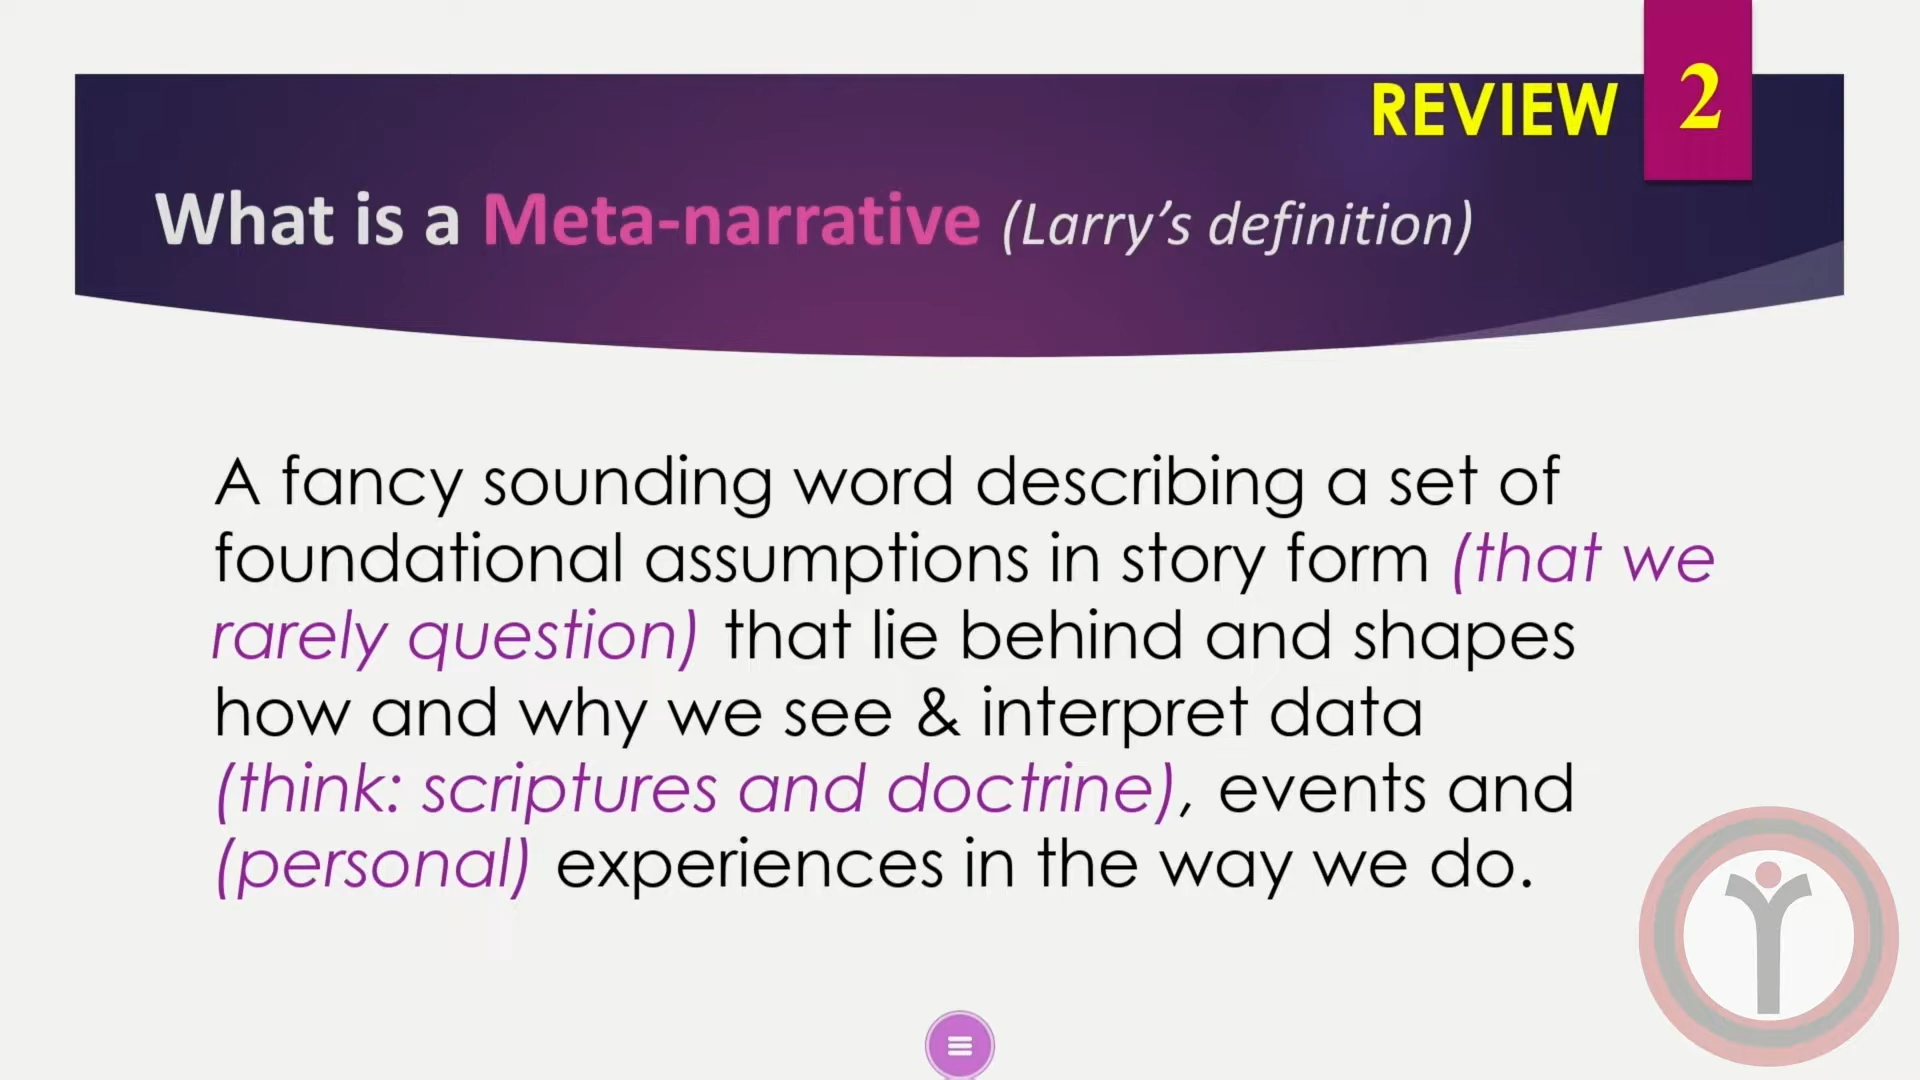 REVIEW 2
What is a Meta-narrative (Larry’s definition)
A fancy sounding word describing a set of
foundational assumptions in story form (that we
rarely question) that lie behind and shapes
how and why we see & interpret data
(think: scriptures and doctrine), events and
(personal) experiences in the way we do.